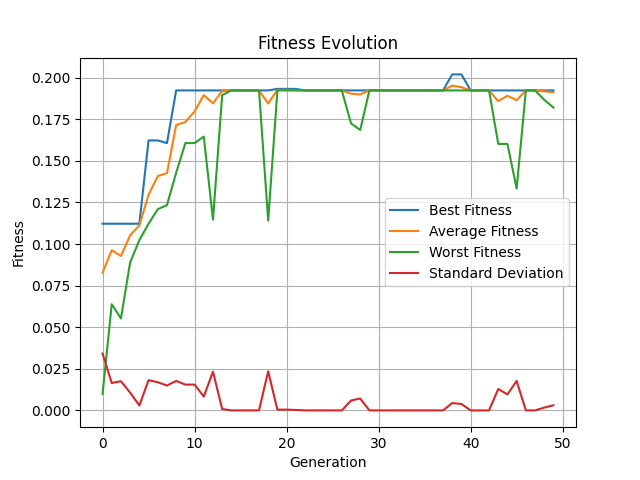 Fitness Evolution
0.200
0.175
0.150
0.125
0.100
0.075
0.050
0.025
0.000
Fitness
Best Fitness
Average Fitness
Worst Fitness
Standard Deviation
0
10
20
30
40
50
Generation